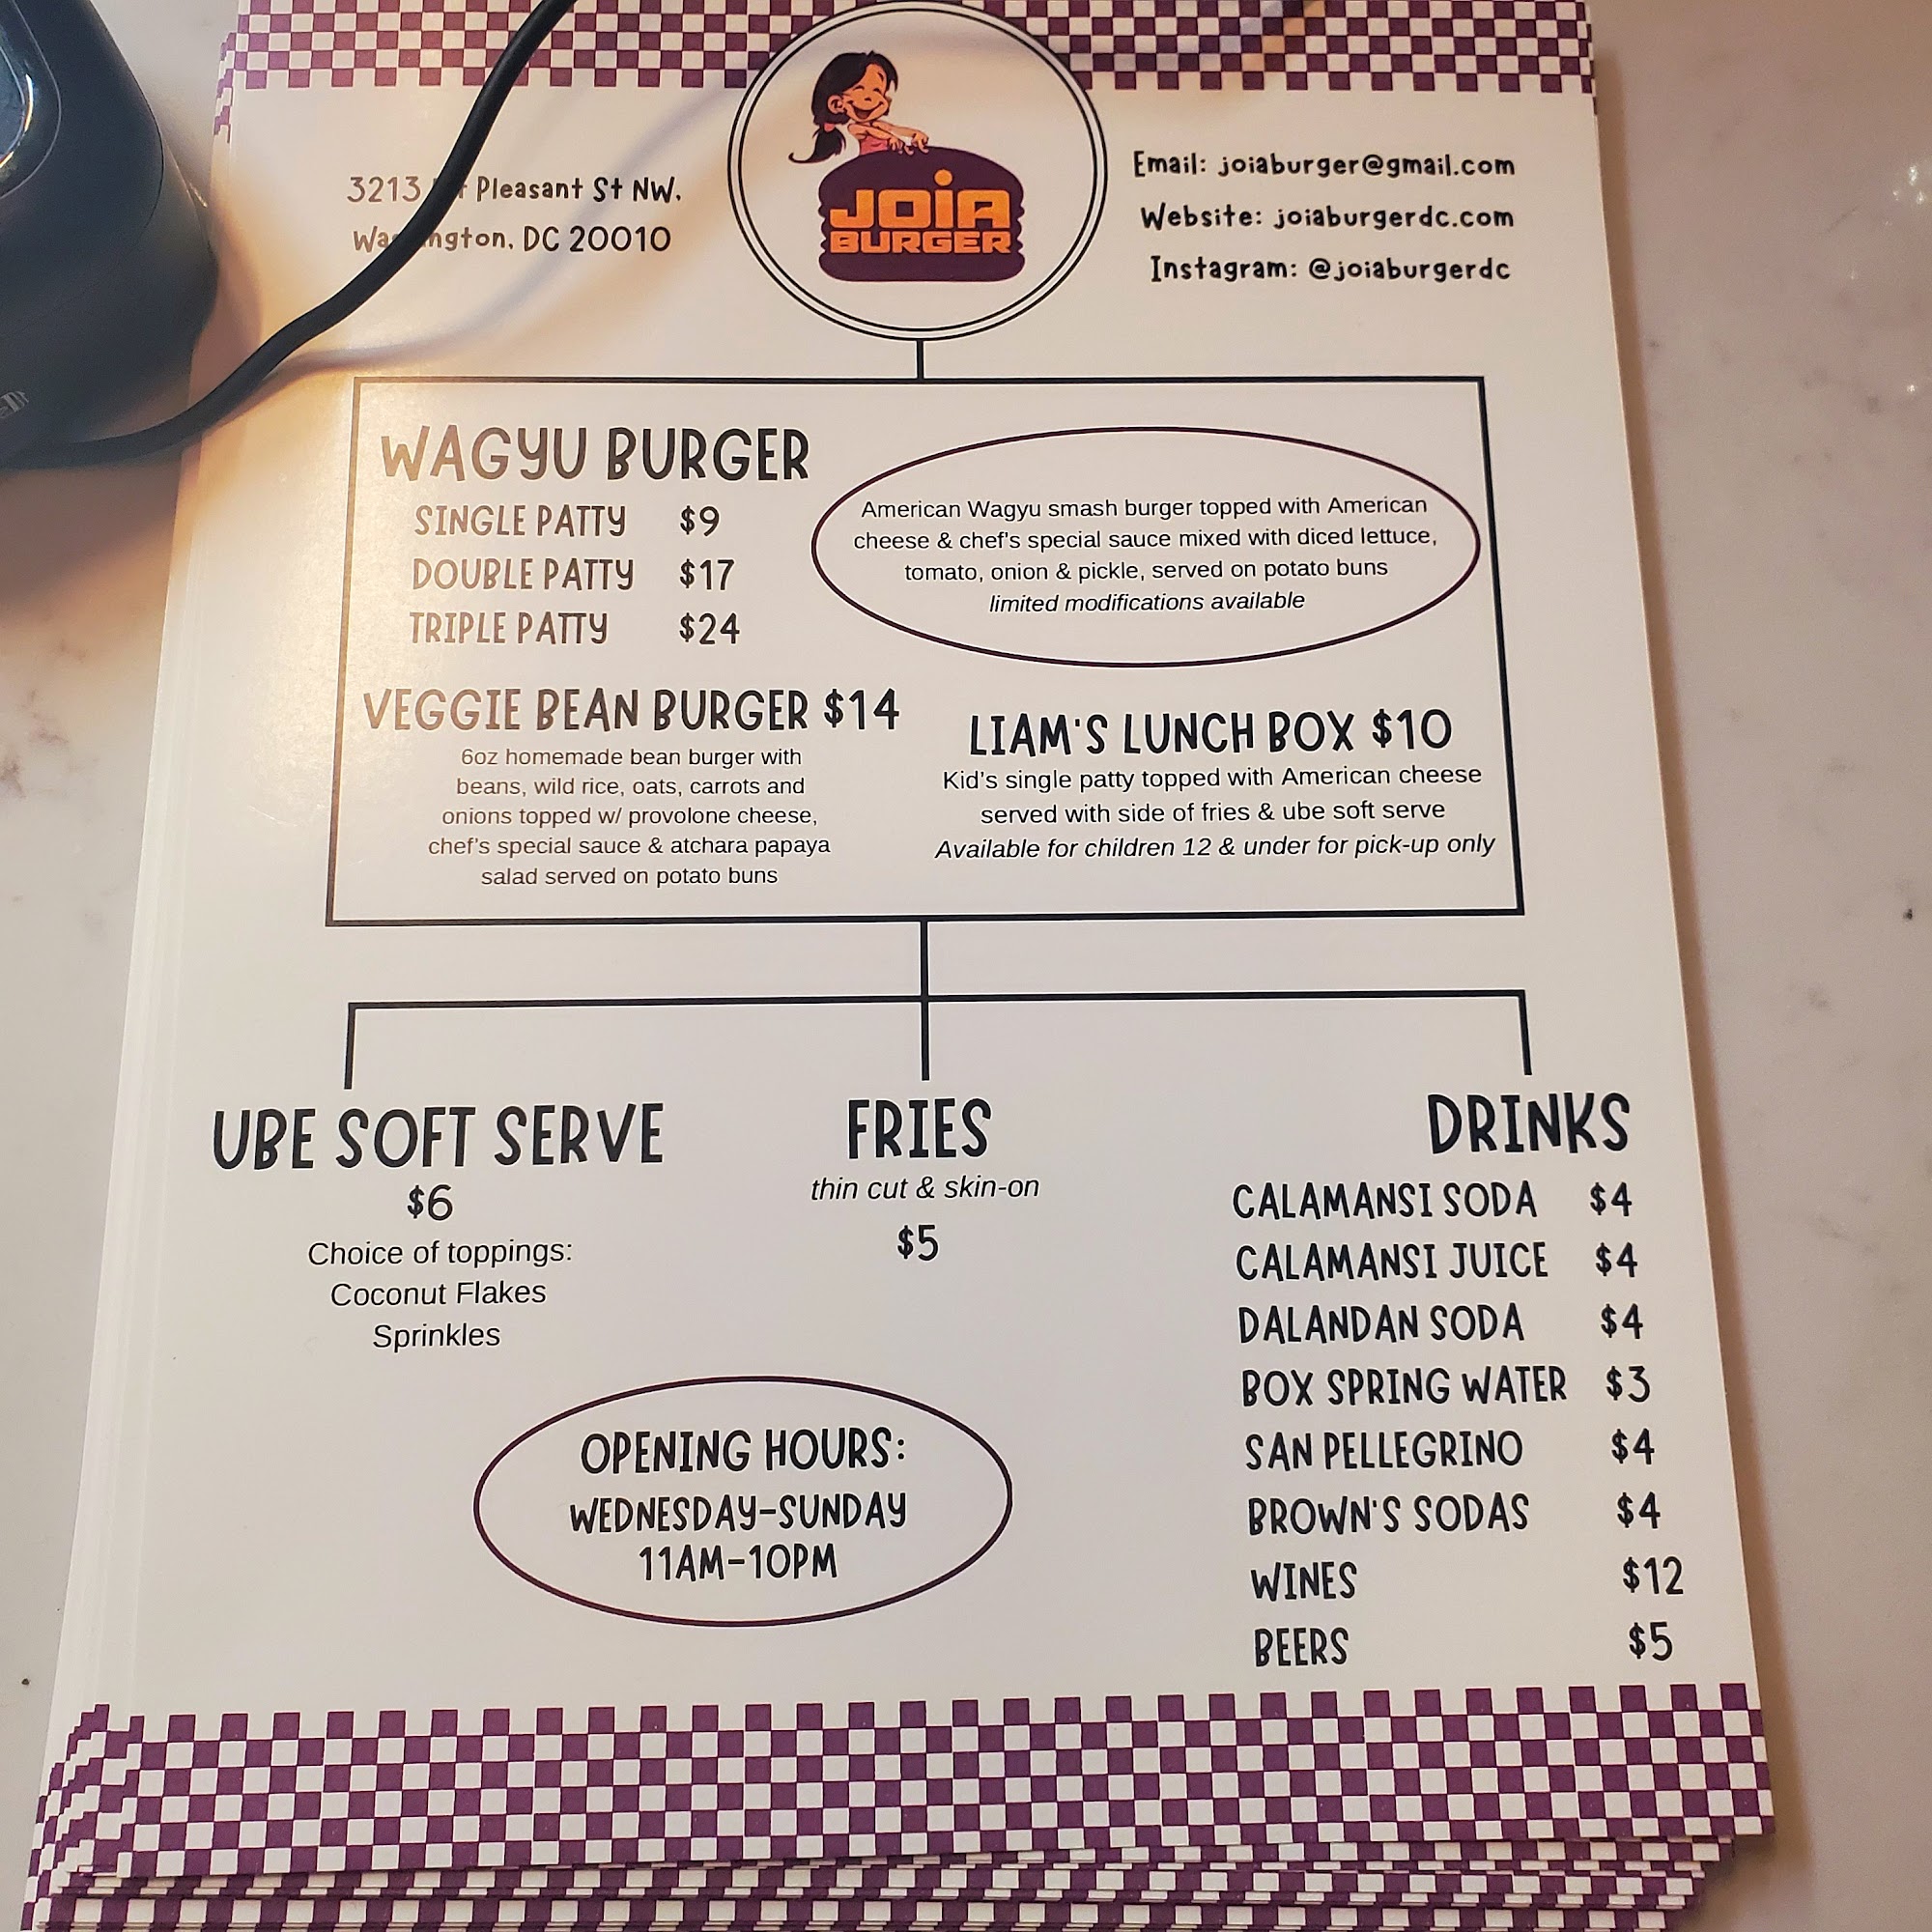 3213 Pleasant St NW,
Washington, DC 20010
JOIA
BURGER
Email: joiaburger@gmail.com
Website: joiaburgerdc.com
Instagram: @joiaburgerdc
WAGYU BURGER
SINGLE PATTY $9
DOUBLE PATTY $17
TRIPLE PATTY $24
American Wagyu smash burger topped with American
cheese & chef's special sauce mixed with diced lettuce,
tomato, onion & pickle, served on potato buns
limited modifications available
VEGGIE BEAN BURGER $14
6oz homemade bean burger with
beans, wild rice, oats, carrots and
onions topped w/ provolone cheese,
chef's special sauce & atchara papaya
salad served on potato buns
LIAM'S LUNCH BOX $10
Kid's single patty topped with American cheese
served with side of fries & ube soft serve
Available for children 12 & under for pick-up only
UBE SOFT SERVE
$6
Choice of toppings:
Coconut Flakes
Sprinkles
FRIES
thin cut & skin-on
$5
DRINKS
CALAMANSI SODA $4
CALAMANSI JUICE $4
DALANDAN SODA $4
BOX SPRING WATER $3
SAN PELLEGRINO $4
BROWN'S SODAS $4
WINES $12
BEERS $5
OPENING HOURS:
WEDNESDAY-SUNDAY
11AM-10PM